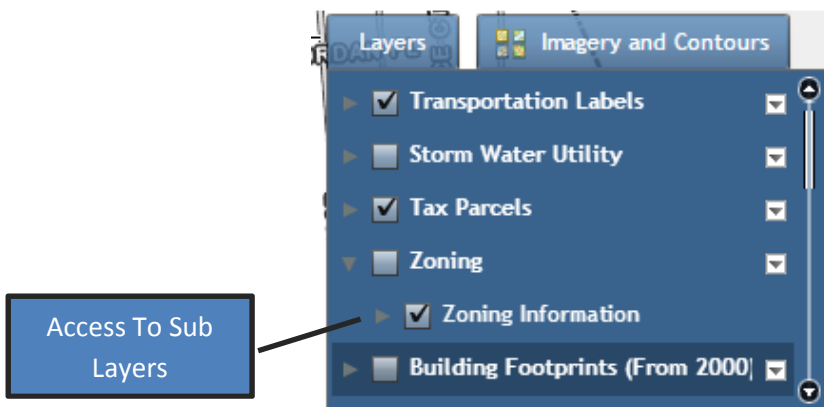 Layers
Imagery and Contours
Transportation Labels
Storm Water Utility
Tax Parcels
Zoning
Zoning Information
Building Footprints (From 2000)
Access To Sub
Layers